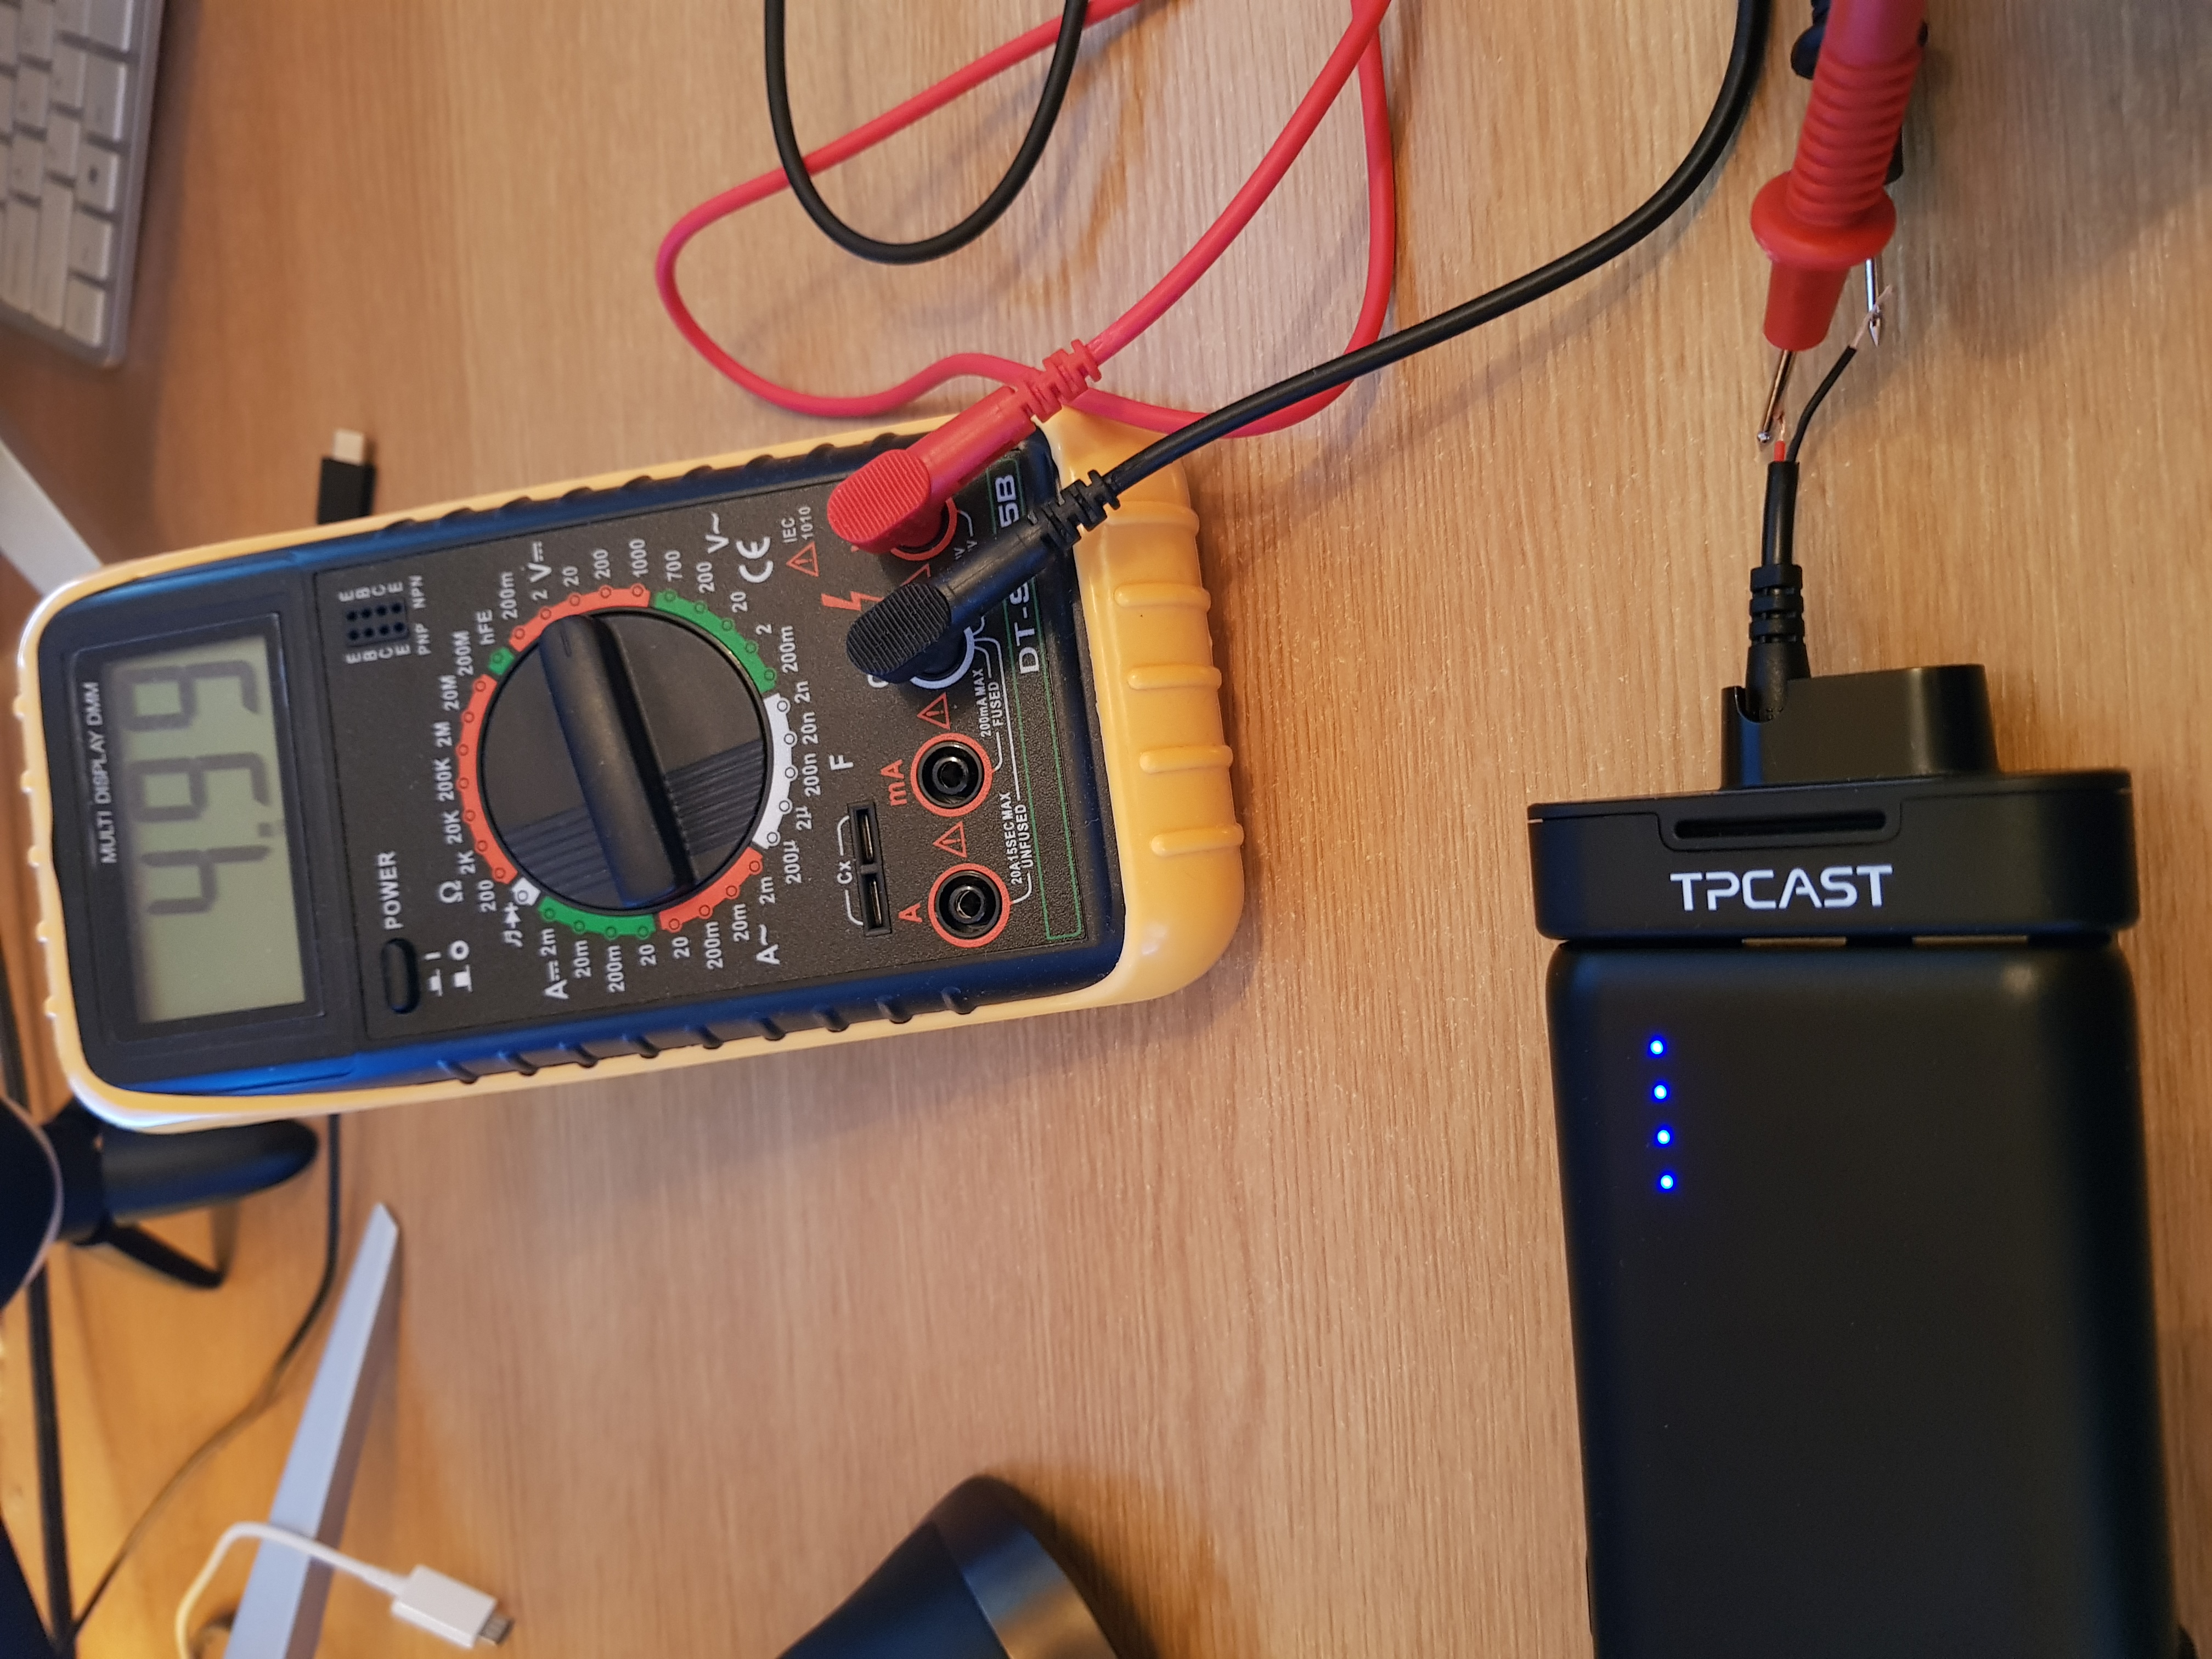 MULTI DISPLAY DMM
4.99
POWER
E E
B B
C C
E E
PNP NPN
I
O
Ω
200
2K
20K
200K
2M
20M
200M
hFE
200m
2
V⎓
20
200
1000
700
200
V~
20
2
200m
2n
20n
200n
2µ
200µ
F
A⎓
2m
20m
200m
20
20
200m
20m
2m
A~
CE
IEC
1010
Cx
A
mA
20A15SEC MAX
UNFUSED
200mA MAX
FUSED
TPCAST